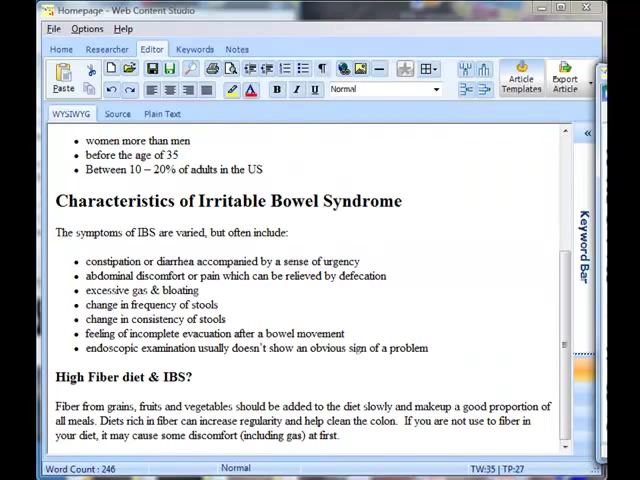 Homepage - Web Content Studio
File Options Help
Home Researcher Editor Keywords Notes
Paste
Normal
Article Templates
Export Article
WYSIWYG Source Plain Text
women more than men
before the age of 35
Between 10 – 20% of adults in the US
Characteristics of Irritable Bowel Syndrome
The symptoms of IBS are varied, but often include:
constipation or diarrhea accompanied by a sense of urgency
abdominal discomfort or pain which can be relieved by defecation
excessive gas & bloating
change in frequency of stools
change in consistency of stools
feeling of incomplete evacuation after a bowel movement
endoscopic examination usually doesn't show an obvious sign of a problem
High Fiber diet & IBS?
Fiber from grains, fruits and vegetables should be added to the diet slowly and makeup a good proportion of
all meals. Diets rich in fiber can increase regularity and help clean the colon. If you are not use to fiber in
your diet, it may cause some discomfort (including gas) at first.
Keyword Bar
Word Count : 246 Normal TW:35 | TP:27